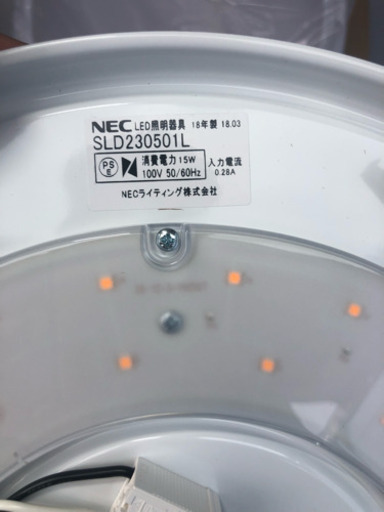 NEC LED照明器具 18年製 18.03
SLD230501L
PS E 消費電力 15W 入力電流
100V 50/60Hz 0.28A
NECライティング株式会社